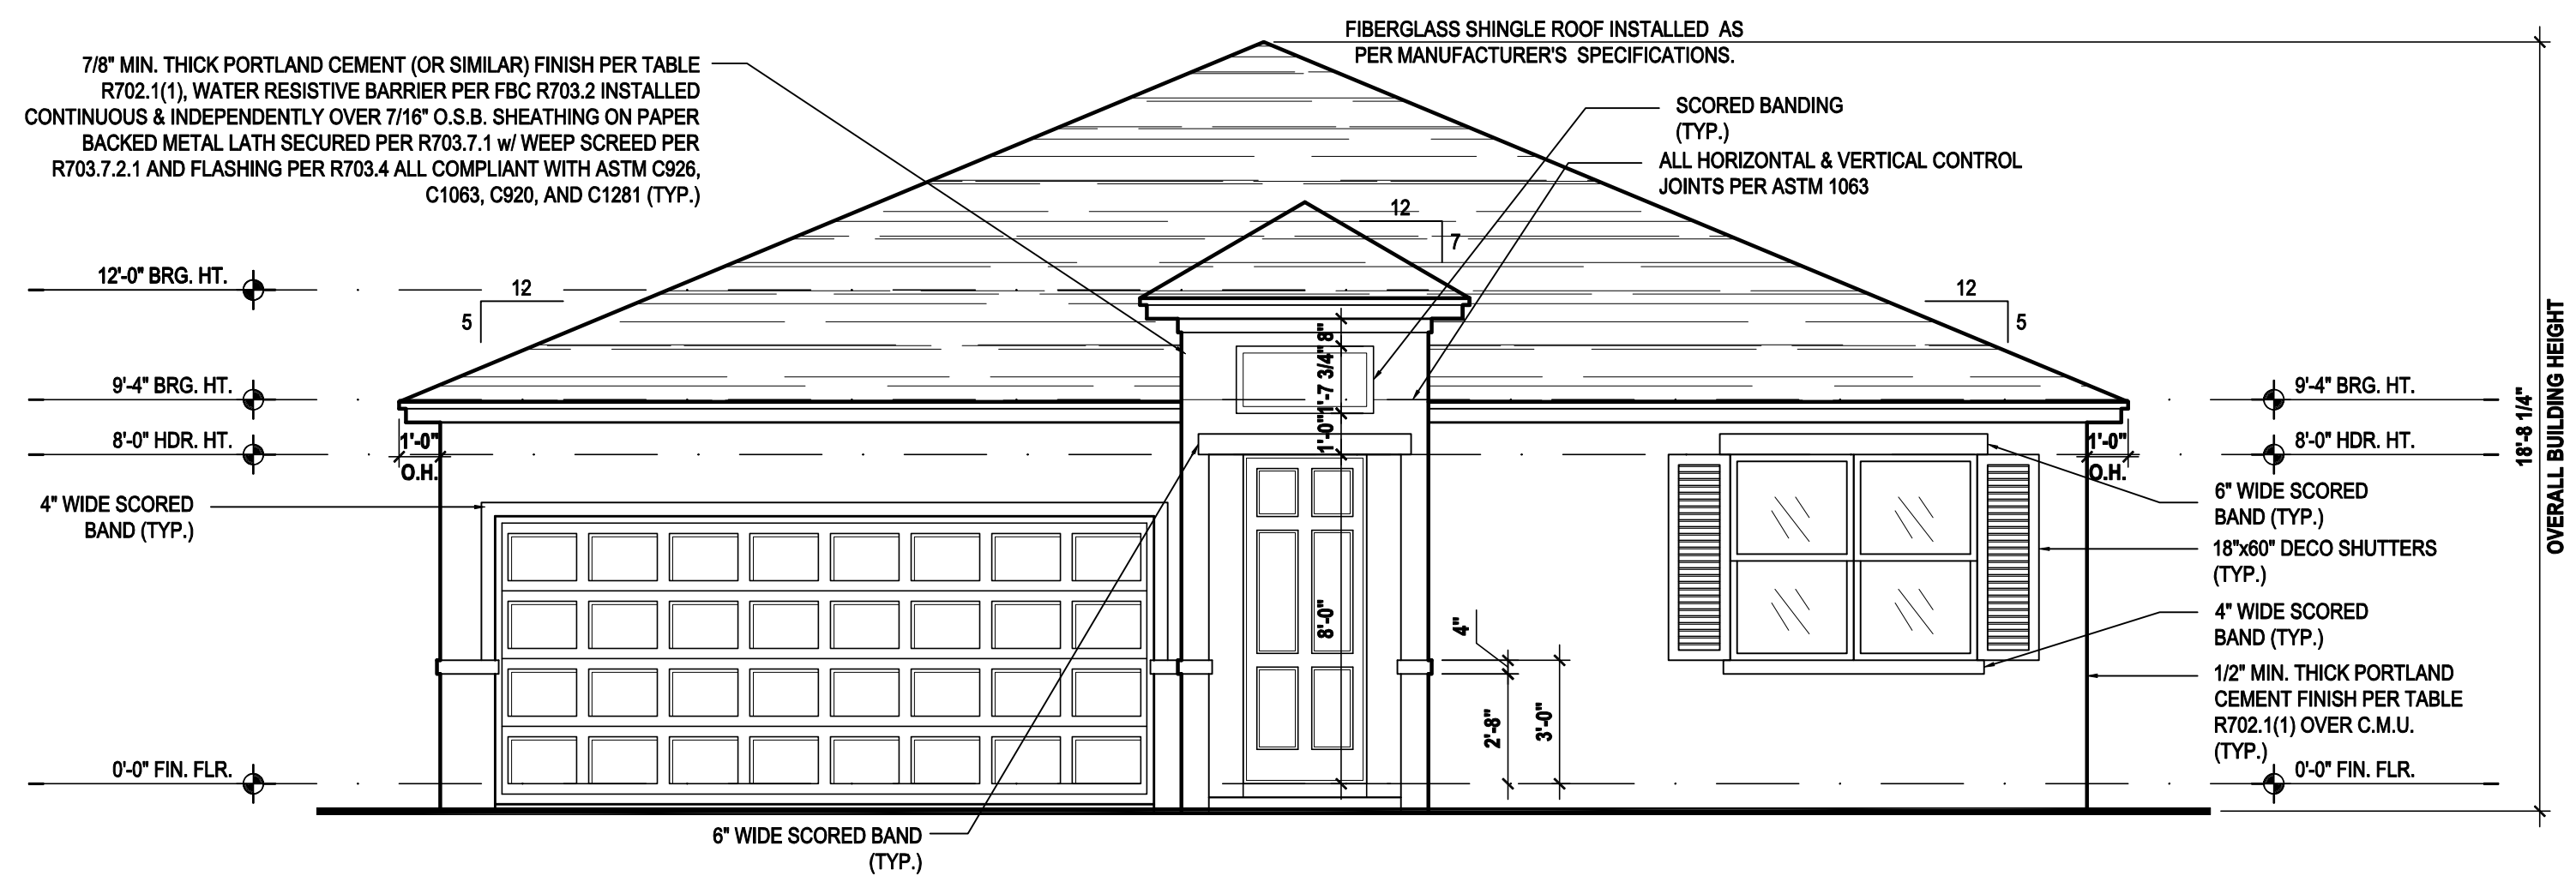 FIBERGLASS SHINGLE ROOF INSTALLED AS
PER MANUFACTURER'S SPECIFICATIONS.
7/8" MIN. THICK PORTLAND CEMENT (OR SIMILAR) FINISH PER TABLE
R702.1(1), WATER RESISTIVE BARRIER PER FBC R703.2 INSTALLED
CONTINUOUS & INDEPENDENTLY OVER 7/16" O.S.B. SHEATHING ON PAPER
BACKED METAL LATH SECURED PER R703.7.1 w/ WEEP SCREED PER
R703.7.2.1 AND FLASHING PER R703.4 ALL COMPLIANT WITH ASTM C926,
C1063, C920, AND C1281 (TYP.)
SCORED BANDING
(TYP.)
ALL HORIZONTAL & VERTICAL CONTROL
JOINTS PER ASTM 1063
12
7
12'-0" BRG. HT.
12
5
12
5
9'-4" BRG. HT.
8'-0" HDR. HT.
1'-0"
O.H.
4" WIDE SCORED
BAND (TYP.)
0'-0" FIN. FLR.
6" WIDE SCORED BAND
(TYP.)
8"
1'-7 3/4"
1'-0"
8'-0"
4"
2'-8"
3'-0"
9'-4" BRG. HT.
8'-0" HDR. HT.
1'-0"
O.H.
6" WIDE SCORED
BAND (TYP.)
18"x60" DECO SHUTTERS
(TYP.)
4" WIDE SCORED
BAND (TYP.)
1/2" MIN. THICK PORTLAND
CEMENT FINISH PER TABLE
R702.1(1) OVER C.M.U.
(TYP.)
0'-0" FIN. FLR.
18'-8 1/4"
OVERALL BUILDING HEIGHT